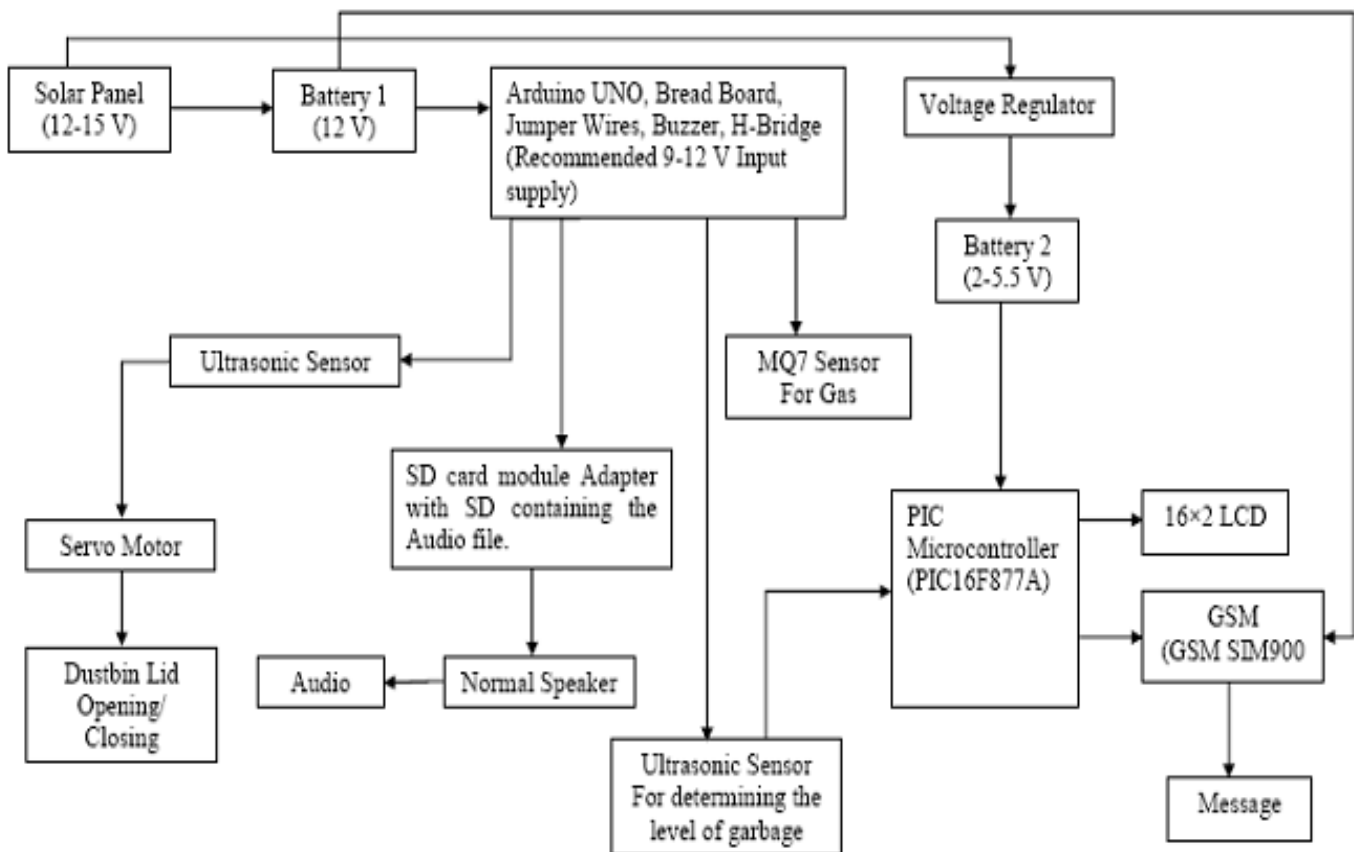 Solar Panel
(12-15 V)
Battery 1
(12 V)
Arduino UNO, Bread Board,
Jumper Wires, Buzzer, H-Bridge
(Recommended 9-12 V Input
supply)
Voltage Regulator
Battery 2
(2-5.5 V)
Ultrasonic Sensor
MQ7 Sensor
For Gas
SD card module Adapter
with SD containing the
Audio file.
PIC
Microcontroller
(PIC16F877A)
16×2 LCD
Servo Motor
GSM
(GSM SIM900
Dustbin Lid
Opening/
Closing
Audio
Normal Speaker
Ultrasonic Sensor
For determining the
level of garbage
Message